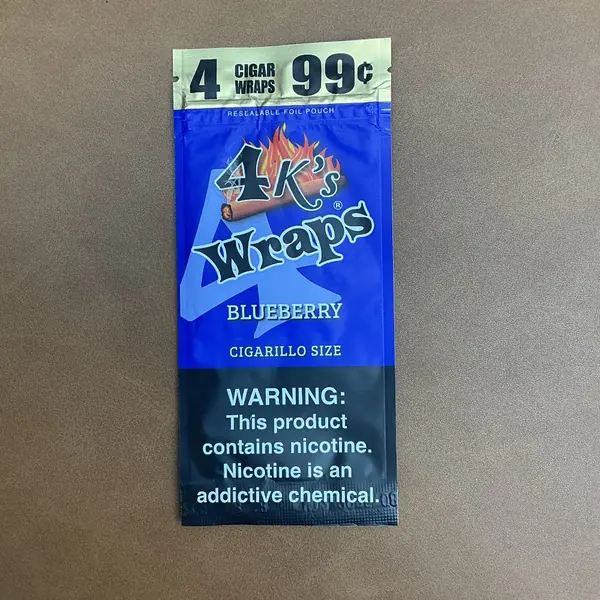 4 CIGAR WRAPS 99¢
RESEALABLE FOIL POUCH
4K's
Wraps®
BLUEBERRY
CIGARILLO SIZE
WARNING:
This product
contains nicotine.
Nicotine is an
addictive chemical.